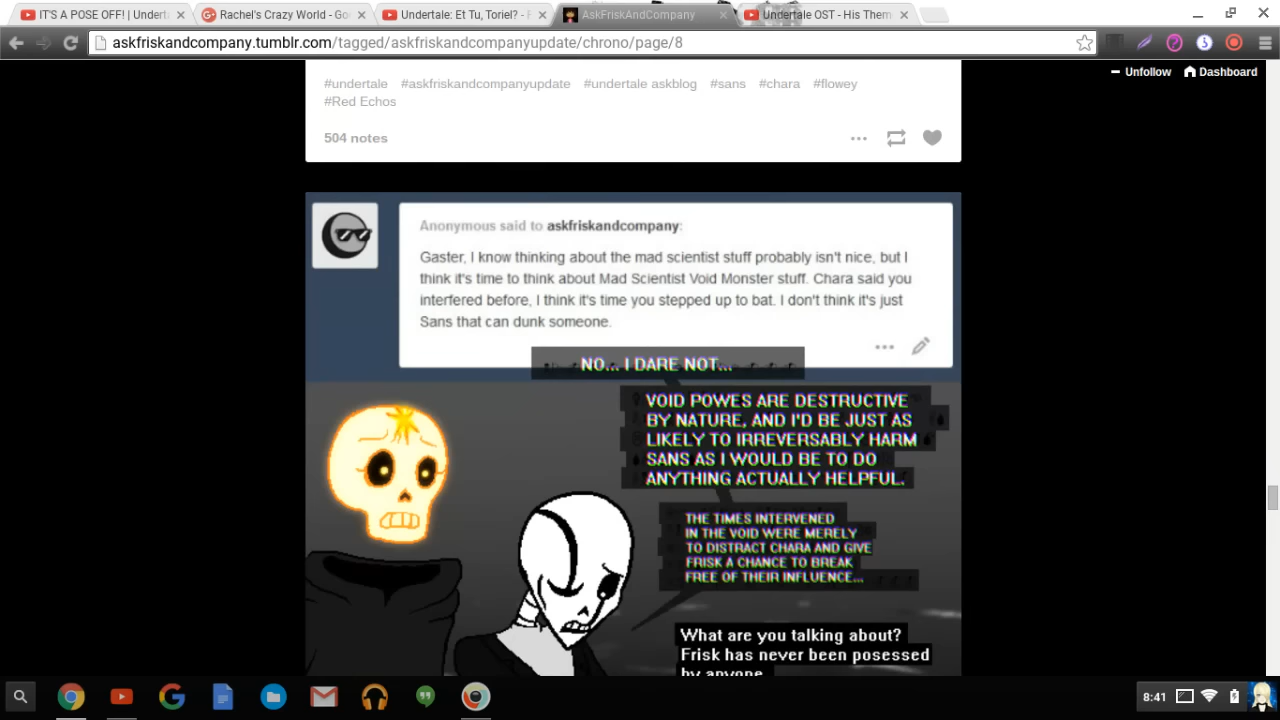 IT'S A POSE OFF! | Undert
Rachel's Crazy World - Go
Undertale: Et Tu, Toriel? - F
AskFriskAndCompany
Undertale OST - His Them
askfriskandcompany.tumblr.com/tagged/askfriskandcompanyupdate/chrono/page/8
Unfollow
Dashboard
#undertale #askfriskandcompanyupdate #undertale askblog #sans #chara #flowey
#Red Echos
504 notes
Anonymous said to askfriskandcompany:
Gaster, I know thinking about the mad scientist stuff probably isn't nice, but I
think it's time to think about Mad Scientist Void Monster stuff. Chara said you
interfered before, I think it's time you stepped up to bat. I don't think it's just
Sans that can dunk someone.
NO... I DARE NOT...
VOID POWES ARE DESTRUCTIVE
BY NATURE, AND I'D BE JUST AS
LIKELY TO IRREVERSABLY HARM
SANS AS I WOULD BE TO DO
ANYTHING ACTUALLY HELPFUL.
THE TIMES INTERVENED
IN THE VOID WERE MERELY
TO DISTRACT CHARA AND GIVE
FRISK A CHANCE TO BREAK
FREE OF THEIR INFLUENCE...
What are you talking about?
Frisk has never been posessed
by anyone
8:41